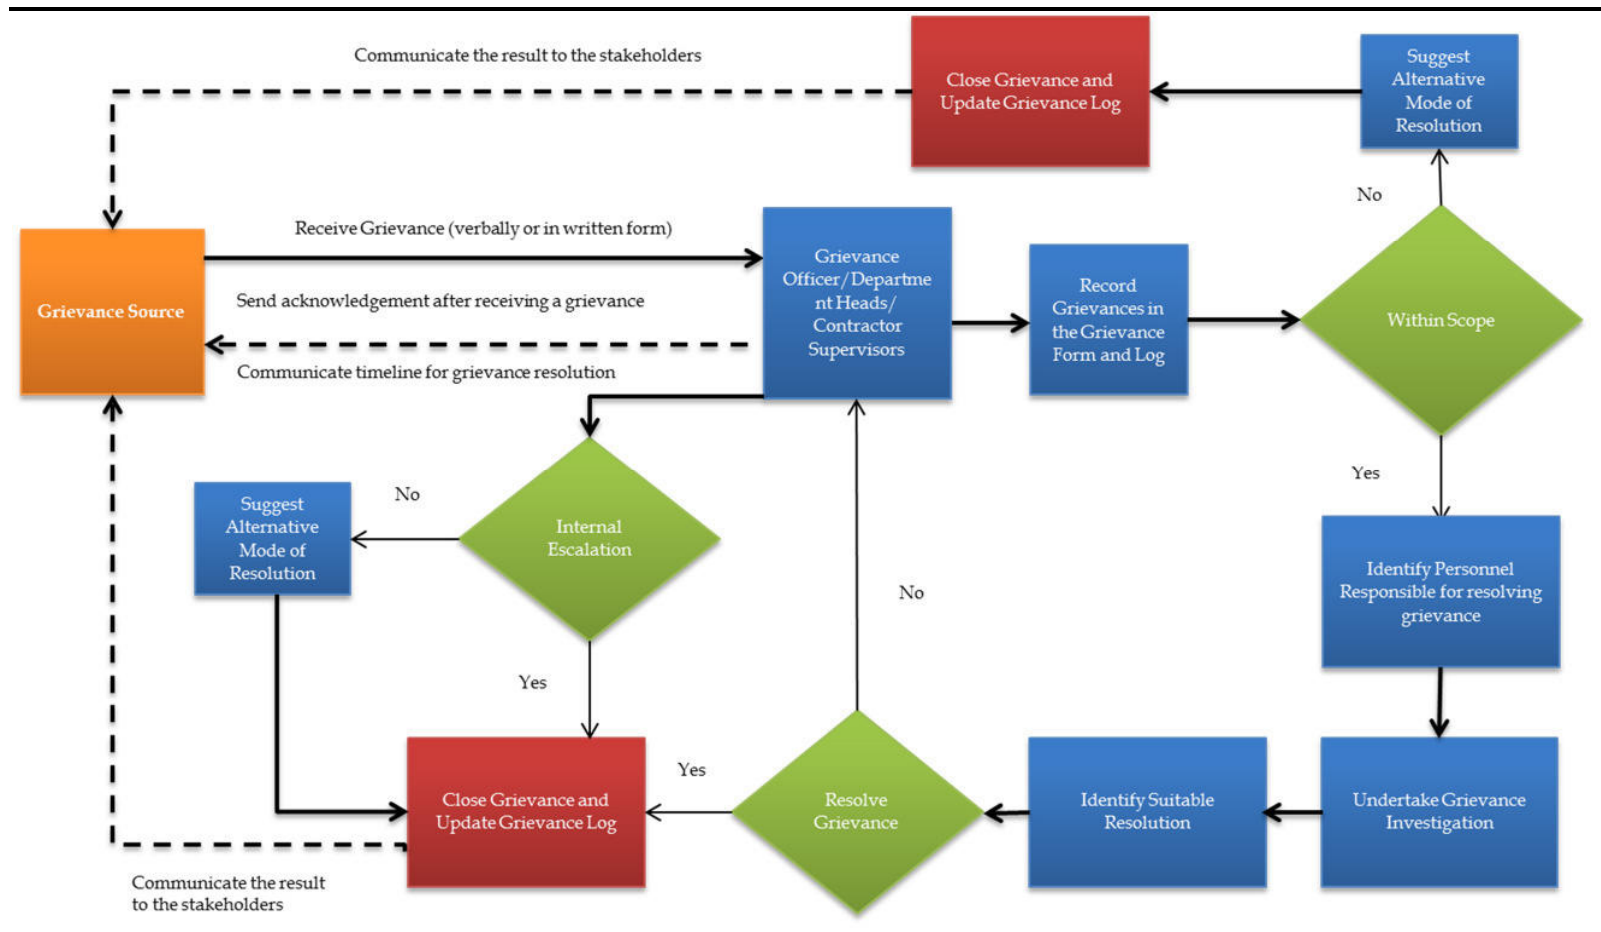 Communicate the result to the stakeholders
Close Grievance and
Update Grievance Log
Suggest
Alternative
Mode of
Resolution
No
Receive Grievance (verbally or in written form)
Grievance
Officer/Departme
nt Heads/
Contractor
Supervisors
Record
Grievances in
the Grievance
Form and Log
Within Scope
Grievance Source
Send acknowledgement after receiving a grievance
Communicate timeline for grievance resolution
Yes
Suggest
Alternative
Mode of
Resolution
No
Internal
Escalation
Identify Personnel
Responsible for resolving
grievance
No
Yes
Close Grievance and
Update Grievance Log
Yes
Resolve
Grievance
Identify Suitable
Resolution
Undertake Grievance
Investigation
Communicate the result
to the stakeholders